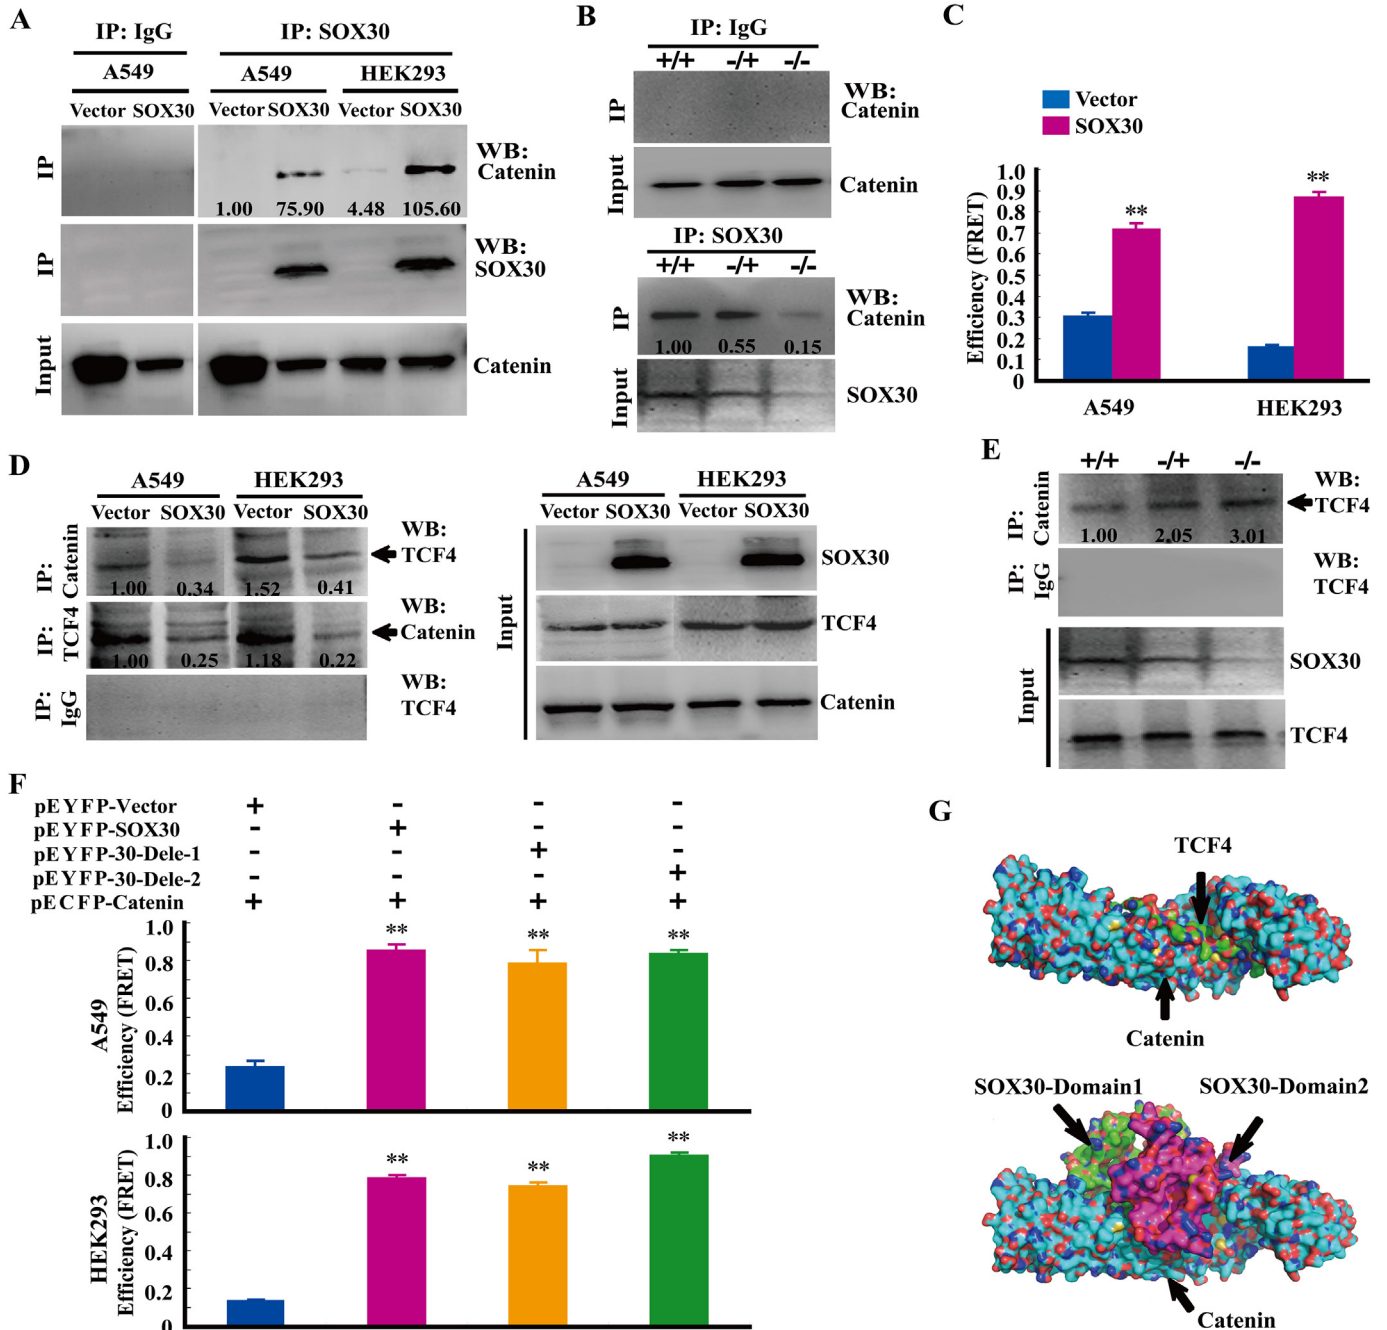 A
IP: IgG
IP: SOX30
A549
A549
HEK293
Vector SOX30
Vector SOX30 Vector SOX30
IP
WB:
Catenin
1.00 75.90 4.48 105.60
IP
WB:
SOX30
Input
Catenin
B
IP: IgG
+/+ -/+ -/-
IP
WB:
Catenin
Input
Catenin
IP: SOX30
+/+ -/+ -/-
IP
WB:
Catenin
1.00 0.55 0.15
Input
SOX30
C
Vector
SOX30
Efficiency (FRET)
1.0
0.9
0.8
0.7
0.6
0.5
0.4
0.3
0.2
0.1
0
**
**
A549
HEK293
D
A549
HEK293
Vector SOX30 Vector SOX30
IP:
Catenin
WB:
TCF4
1.00 0.34 1.52 0.41
IP:
TCF4
WB:
Catenin
1.00 0.25 1.18 0.22
IP:
IgG
WB:
TCF4
A549
HEK293
Vector SOX30 Vector SOX30
Input
SOX30
TCF4
Catenin
E
+/+ -/+ -/-
IP:
Catenin
WB:
TCF4
1.00 2.05 3.01
IP:
IgG
WB:
TCF4
Input
SOX30
TCF4
F
pEYFP-Vector + - - -
pEYFP-SOX30 - + - -
pEYFP-30-Dele-1 - - + -
pEYFP-30-Dele-2 - - - +
pECFP-Catenin + + + +
A549
Efficiency (FRET)
1.0
0.8
0.6
0.4
0.2
0
** ** **
HEK293
Efficiency (FRET)
1.0
0.8
0.6
0.4
0.2
0
** ** **
G
TCF4
Catenin
SOX30-Domain1
SOX30-Domain2
Catenin